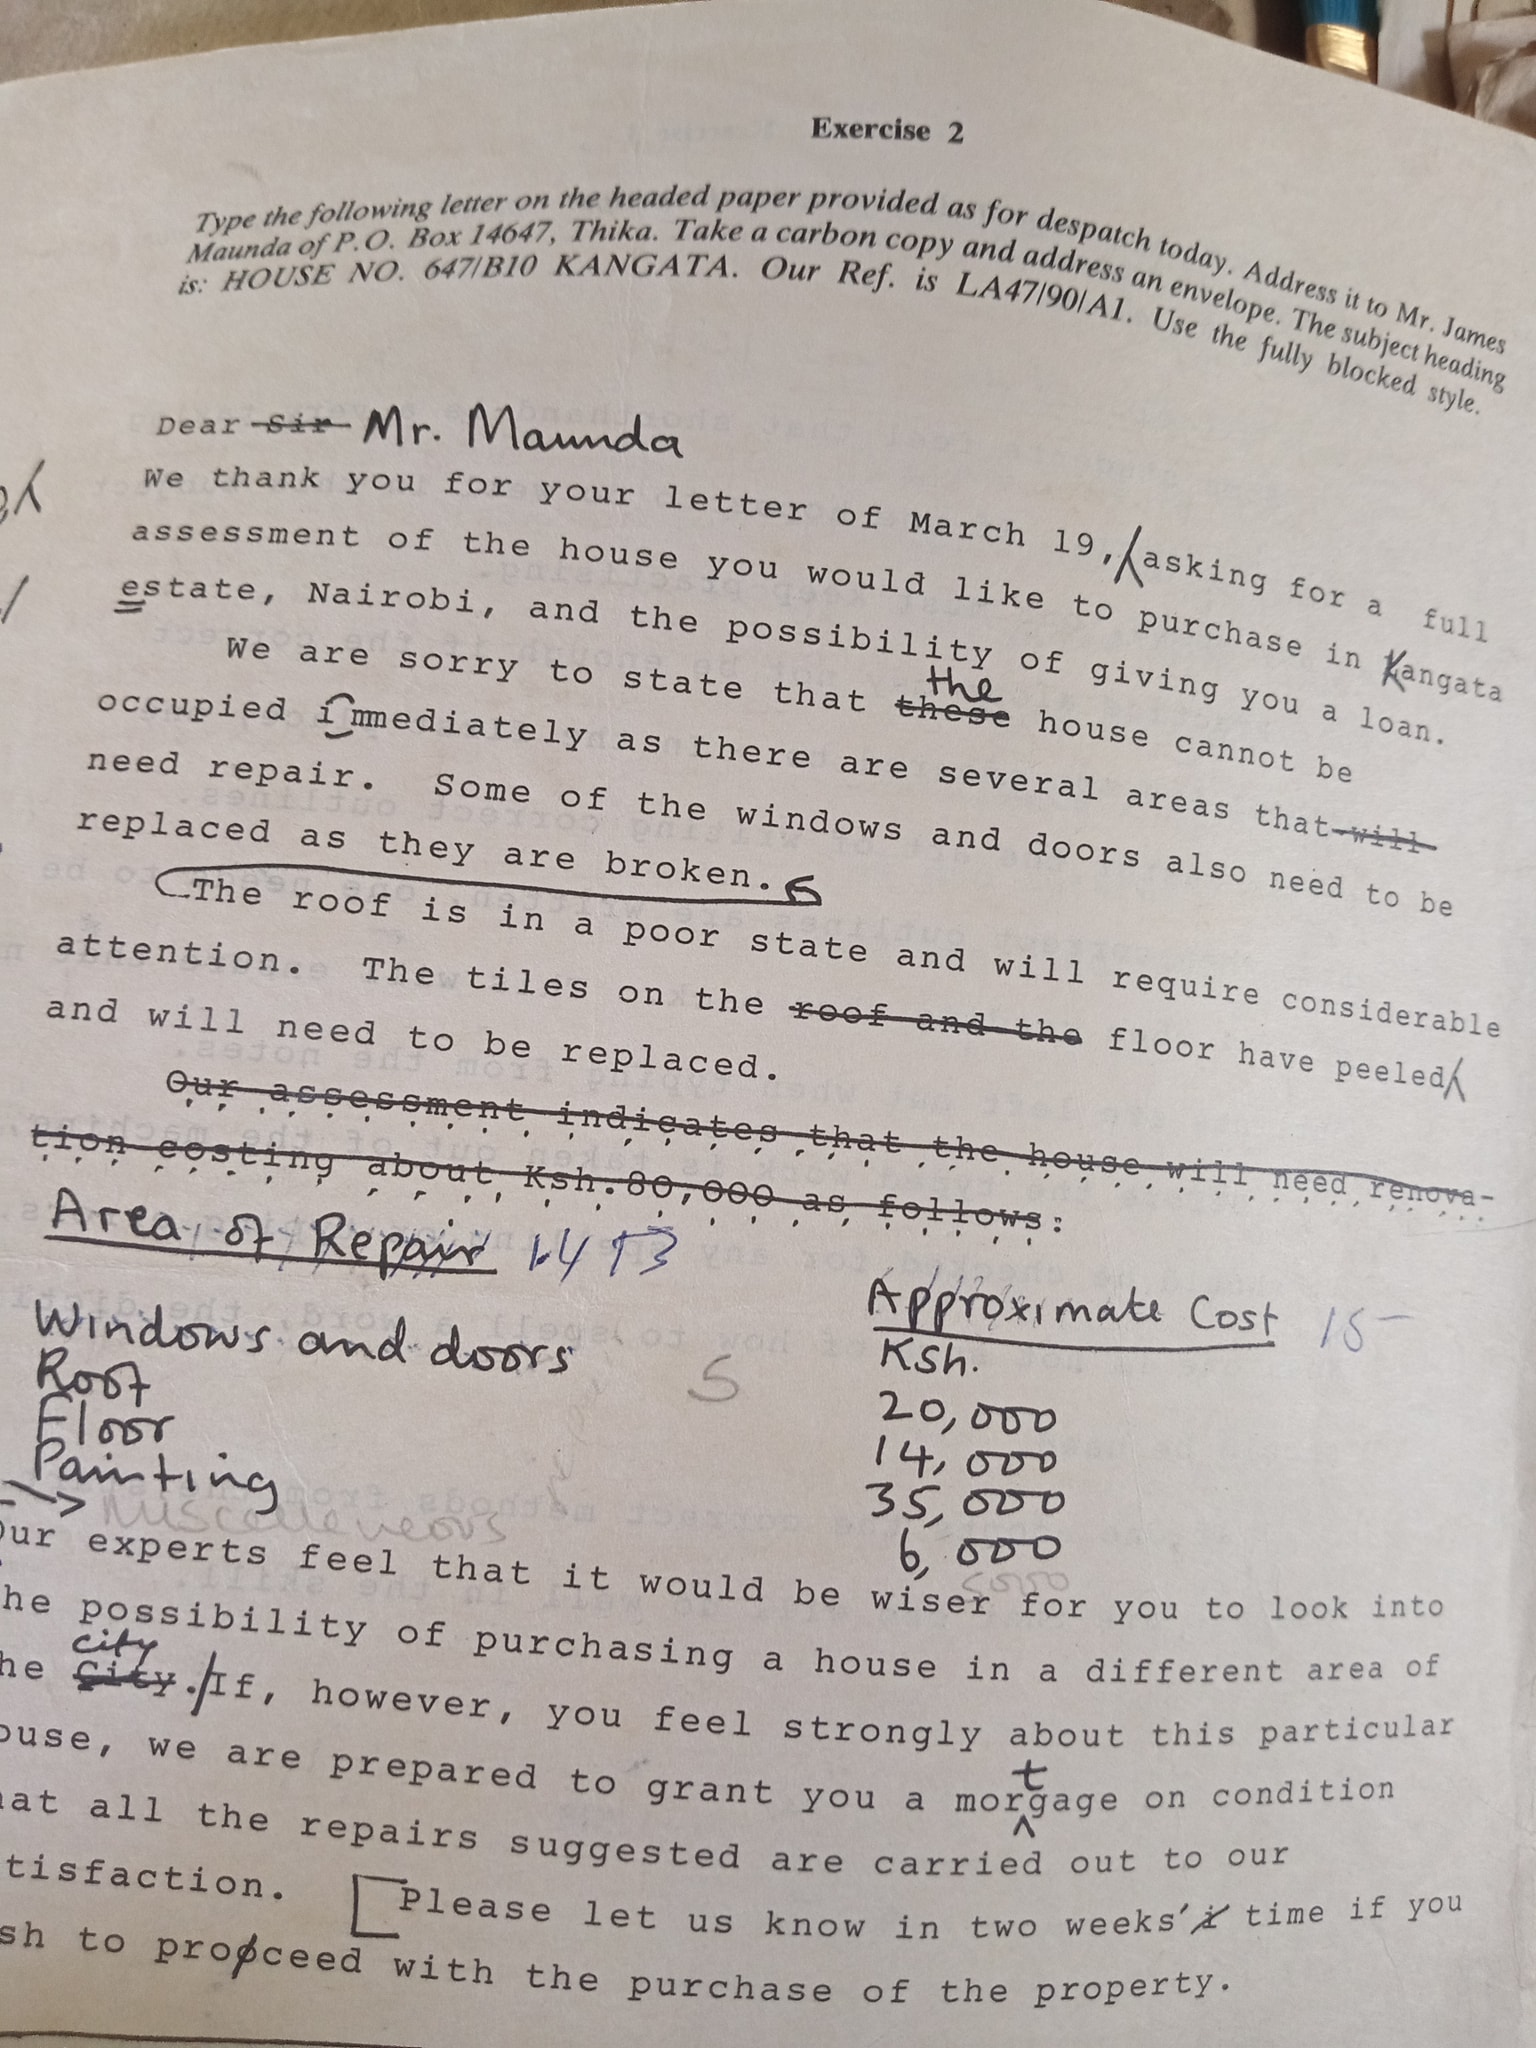 Exercise 2
Type the following letter on the headed paper provided as for despatch today. Address it to Mr. James
Maunda of P.O. Box 14647, Thika. Take a carbon copy and address an envelope. The subject heading
is: HOUSE NO. 647/B10 KANGATA. Our Ref. is LA47/90/A1. Use the fully blocked style.
Dear Sir Mr. Maunda
We thank you for your letter of March 19, asking for a full
assessment of the house you would like to purchase in Kangata
estate, Nairobi, and the possibility of giving you a loan.
We are sorry to state that these the house cannot be
occupied immediately as there are several areas that will
need repair. Some of the windows and doors also need to be
replaced as they are broken.
The roof is in a poor state and will require considerable
attention. The tiles on the roof and the floor have peeled
and will need to be replaced.
Our assessment indicates that the house will need renova-
tion costing about Ksh.80,000 as follows:
Area of Repair
Approximate Cost 15
Ksh.
Windows and doors 20,000
Roof 14,000
Floor 35,000
Painting 6,000
Miscelleneous 5000
Our experts feel that it would be wiser for you to look into
he possibility of purchasing a house in a different area of
he City city. If, however, you feel strongly about this particular
ouse, we are prepared to grant you a mortgage on condition
hat all the repairs suggested are carried out to our
tisfaction. [Please let us know in two weeks' time if you
sh to propceed with the purchase of the property.